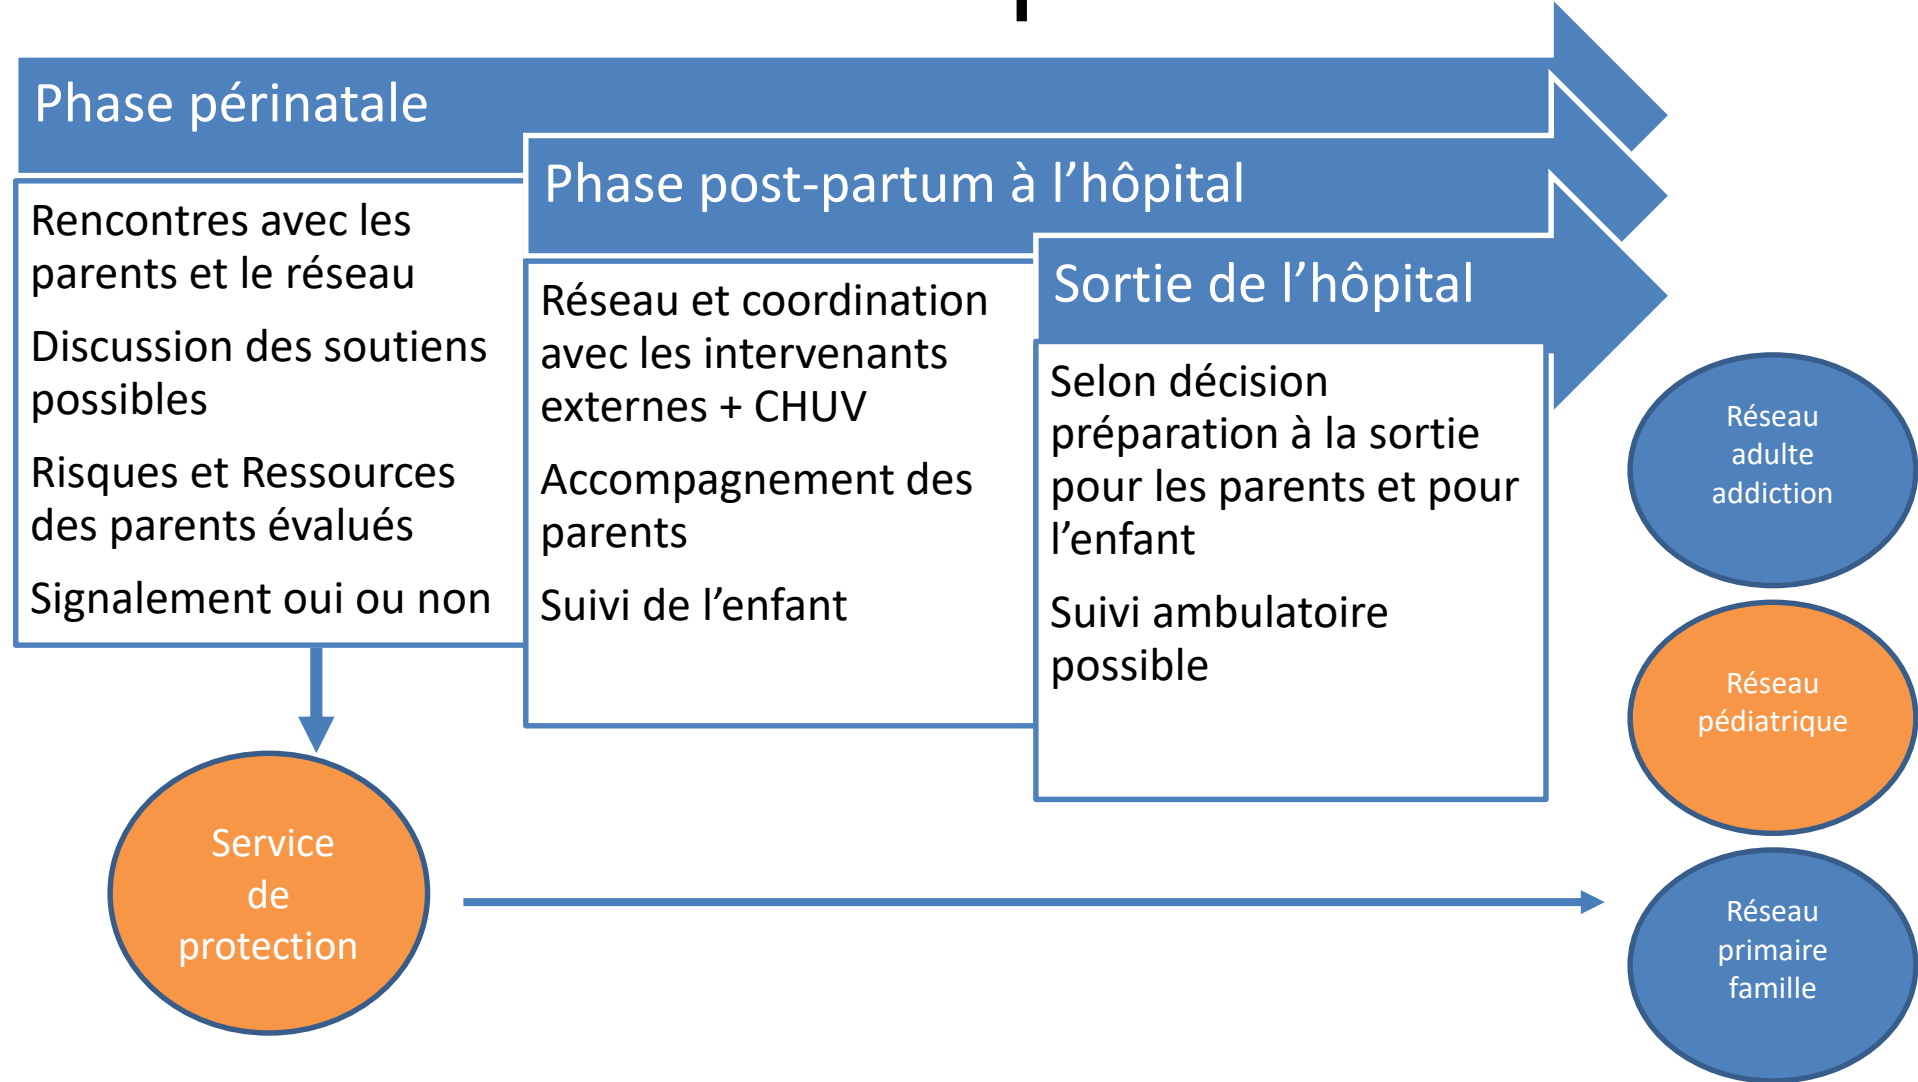 Phase périnatale
Rencontres avec les
parents et le réseau
Discussion des soutiens
possibles
Risques et Ressources
des parents évalués
Signalement oui ou non
Phase post-partum à l’hôpital
Réseau et coordination
avec les intervenants
externes + CHUV
Accompagnement des
parents
Suivi de l’enfant
Sortie de l’hôpital
Selon décision
préparation à la sortie
pour les parents et pour
l’enfant
Suivi ambulatoire
possible
Service
de
protection
Réseau
adulte
addiction
Réseau
pédiatrique
Réseau
primaire
famille